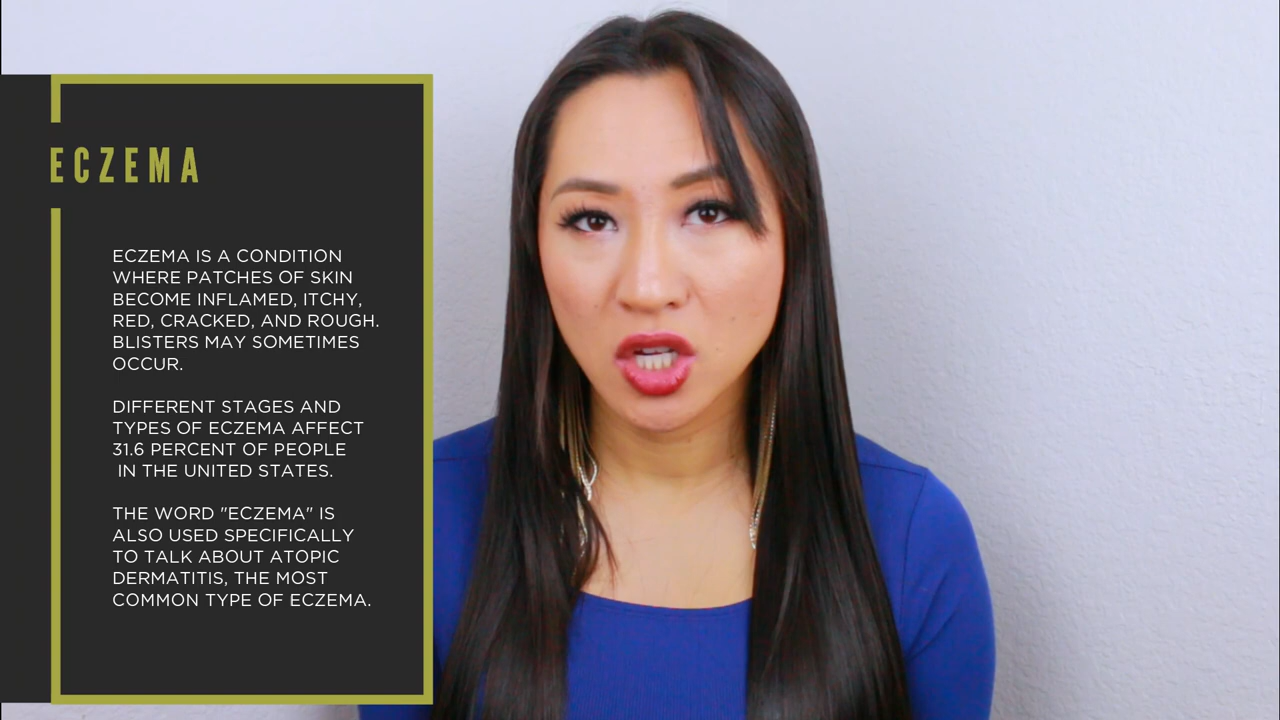 ECZEMA
ECZEMA IS A CONDITION
WHERE PATCHES OF SKIN
BECOME INFLAMED, ITCHY,
RED, CRACKED, AND ROUGH.
BLISTERS MAY SOMETIMES
OCCUR.
DIFFERENT STAGES AND
TYPES OF ECZEMA AFFECT
31.6 PERCENT OF PEOPLE
IN THE UNITED STATES.
THE WORD "ECZEMA" IS
ALSO USED SPECIFICALLY
TO TALK ABOUT ATOPIC
DERMATITIS, THE MOST
COMMON TYPE OF ECZEMA.